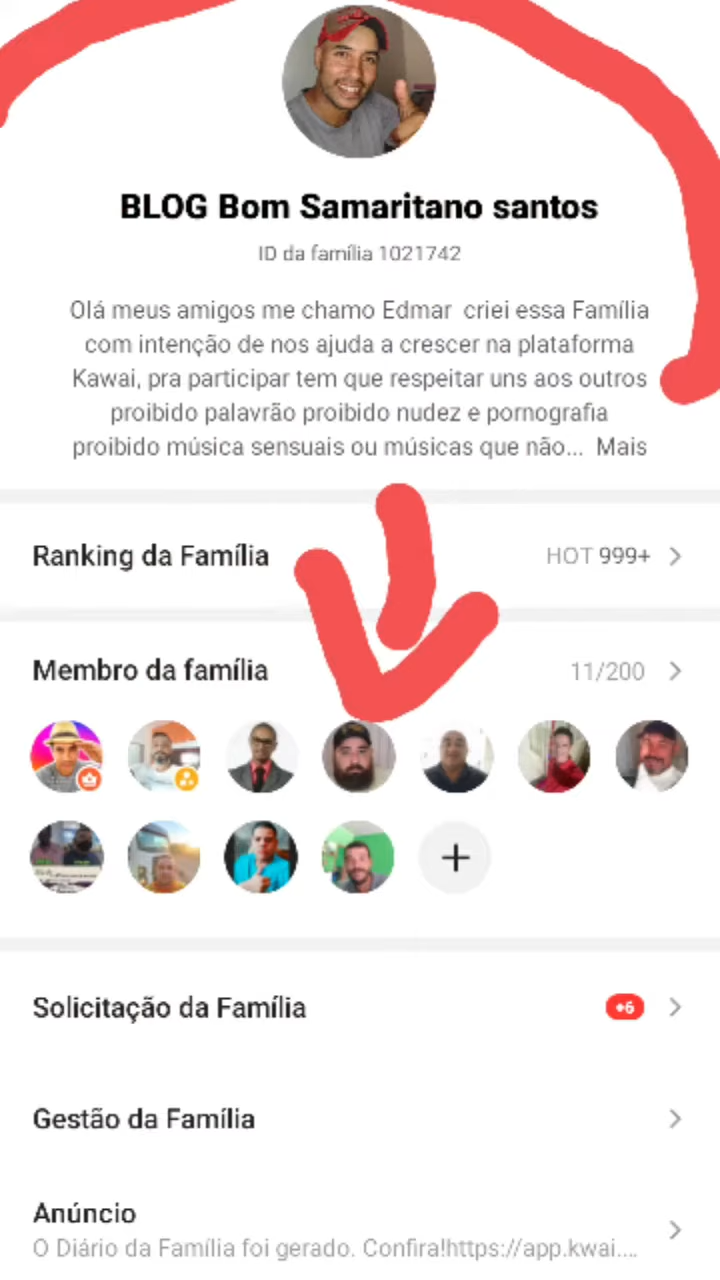 BLOG Bom Samaritano santos
ID da família 1021742
Olá meus amigos me chamo Edmar criei essa Família
com intenção de nos ajuda a crescer na plataforma
Kawai, pra participar tem que respeitar uns aos outros
proibido palavrão proibido nudez e pornografia
proibido música sensuais ou músicas que não... Mais
Ranking da Família HOT 999+
Membro da família 11/200
Solicitação da Família +6
Gestão da Família
Anúncio
O Diário da Família foi gerado. Confira!https://app.kwai....